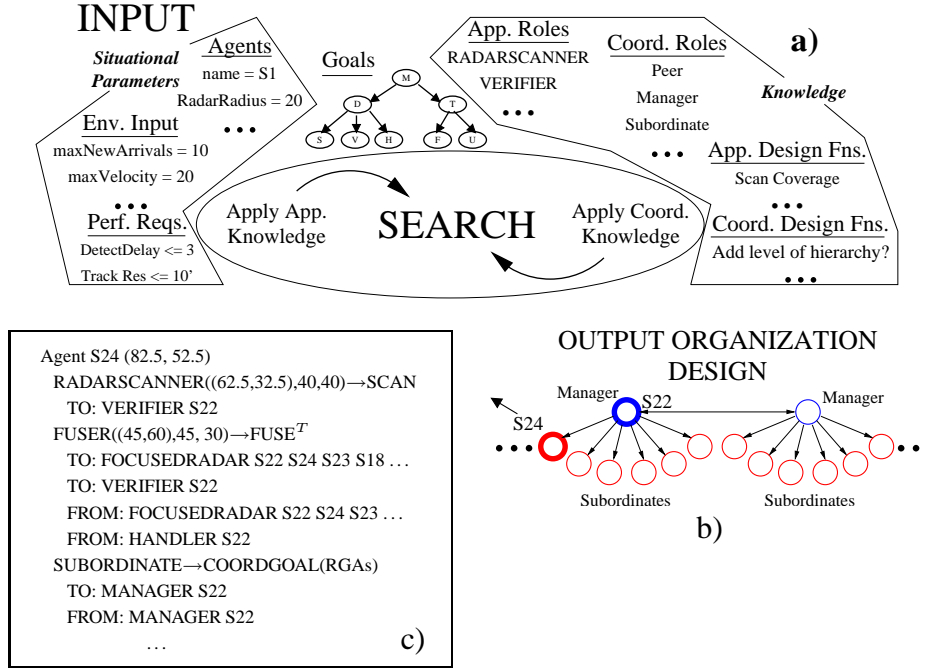 INPUT
Situational
Parameters
Agents
name = S1
RadarRadius = 20
● ● ●
Env. Input
maxNewArrivals = 10
maxVelocity = 20
● ● ●
Perf. Reqs.
DetectDelay <= 3
Track Res <= 10'
Goals
M
D T
S V H F U
App. Roles
RADARSCANNER
VERIFIER
● ● ●
Coord. Roles
Peer
Manager
Subordinate
● ● ●
a)
Knowledge
App. Design Fns.
Scan Coverage
● ● ●
Coord. Design Fns.
Add level of hierarchy?
● ● ●
Apply App.
Knowledge
SEARCH
Apply Coord.
Knowledge
Agent S24 (82.5, 52.5)
RADARSCANNER((62.5,32.5),40,40)→SCAN
TO: VERIFIER S22
FUSER((45,60),45, 30)→FUSE^T
TO: FOCUSEDRADAR S22 S24 S23 S18 ...
TO: VERIFIER S22
FROM: FOCUSEDRADAR S22 S24 S23 ...
FROM: HANDLER S22
SUBORDINATE→COORDGOAL(RGAs)
TO: MANAGER S22
FROM: MANAGER S22
...
c)
OUTPUT ORGANIZATION
DESIGN
Manager
S22
Manager
S24
● ● ●
● ● ●
Subordinates
Subordinates
b)